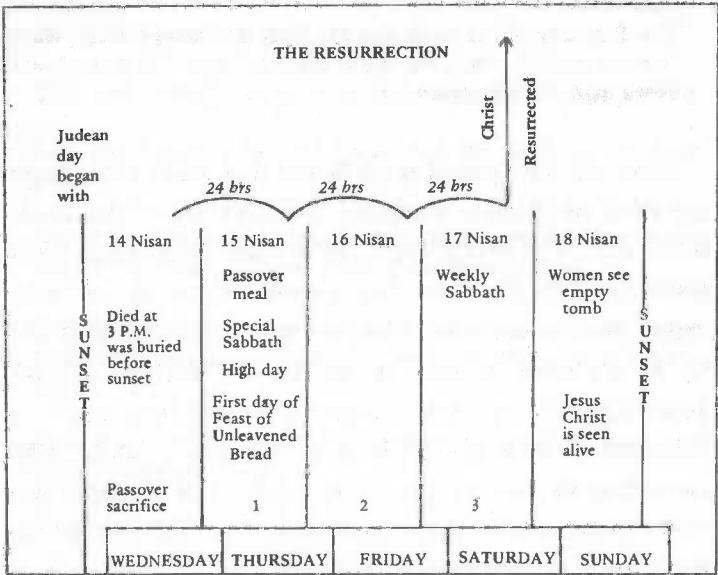 THE RESURRECTION
Christ
Resurrected
Judean
day
began
with
24 hrs
24 hrs
24 hrs
14 Nisan
15 Nisan
16 Nisan
17 Nisan
18 Nisan
SUNSET
Died at
3 P.M.
was buried
before
sunset
Passover
sacrifice
Passover
meal
Special
Sabbath
High day
First day of
Feast of
Unleavened
Bread
1
2
Weekly
Sabbath
3
Women see
empty
tomb
Jesus
Christ
is seen
alive
SUNSET
WEDNESDAY
THURSDAY
FRIDAY
SATURDAY
SUNDAY